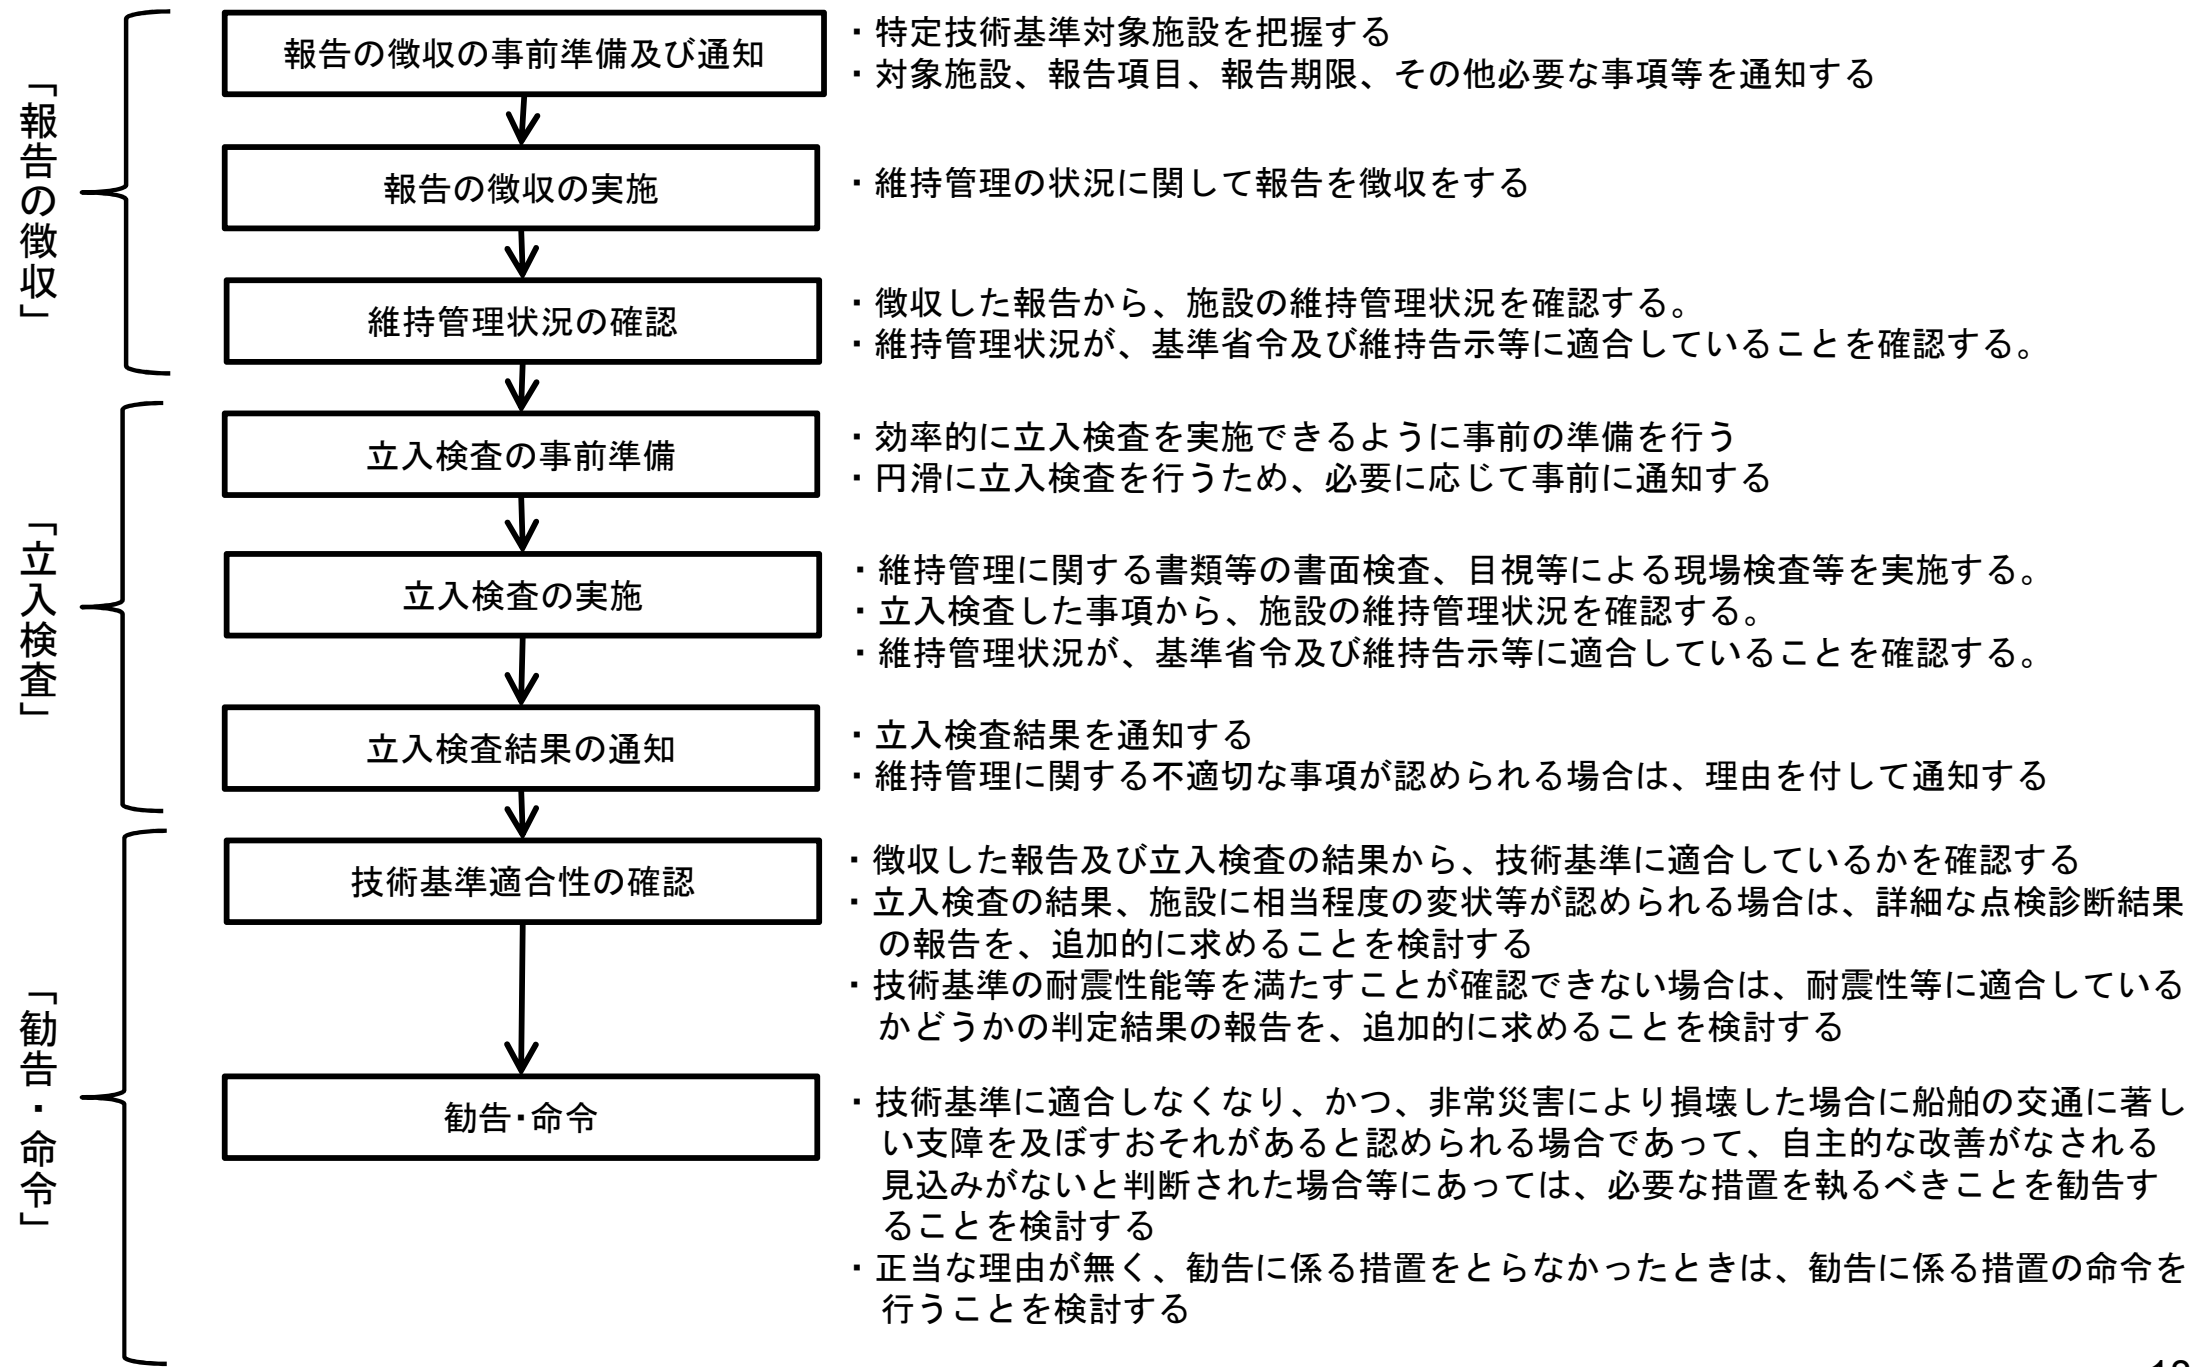 「報告の徴収」
報告の徴収の事前準備及び通知
・特定技術基準対象施設を把握する
・対象施設、報告項目、報告期限、その他必要な事項等を通知する
報告の徴収の実施
・維持管理の状況に関して報告を徴収をする
維持管理状況の確認
・徴収した報告から、施設の維持管理状況を確認する。
・維持管理状況が、基準省令及び維持告示等に適合していることを確認する。
「立入検査」
立入検査の事前準備
・効率的に立入検査を実施できるように事前の準備を行う
・円滑に立入検査を行うため、必要に応じて事前に通知する
立入検査の実施
・維持管理に関する書類等の書面検査、目視等による現場検査等を実施する。
・立入検査した事項から、施設の維持管理状況を確認する。
・維持管理状況が、基準省令及び維持告示等に適合していることを確認する。
立入検査結果の通知
・立入検査結果を通知する
・維持管理に関する不適切な事項が認められる場合は、理由を付して通知する
「勧告・命令」
技術基準適合性の確認
・徴収した報告及び立入検査の結果から、技術基準に適合しているかを確認する
・立入検査の結果、施設に相当程度の変状等が認められる場合は、詳細な点検診断結果
の報告を、追加的に求めることを検討する
・技術基準の耐震性能等を満たすことが確認できない場合は、耐震性等に適合している
かどうかの判定結果の報告を、追加的に求めることを検討する
勧告・命令
・技術基準に適合しなくなり、かつ、非常災害により損壊した場合に船舶の交通に著し
い支障を及ぼすおそれがあると認められる場合であって、自主的な改善がなされる
見込みがないと判断された場合等にあっては、必要な措置を執るべきことを勧告す
ることを検討する
・正当な理由が無く、勧告に係る措置をとらなかったときは、勧告に係る措置の命令を
行うことを検討する